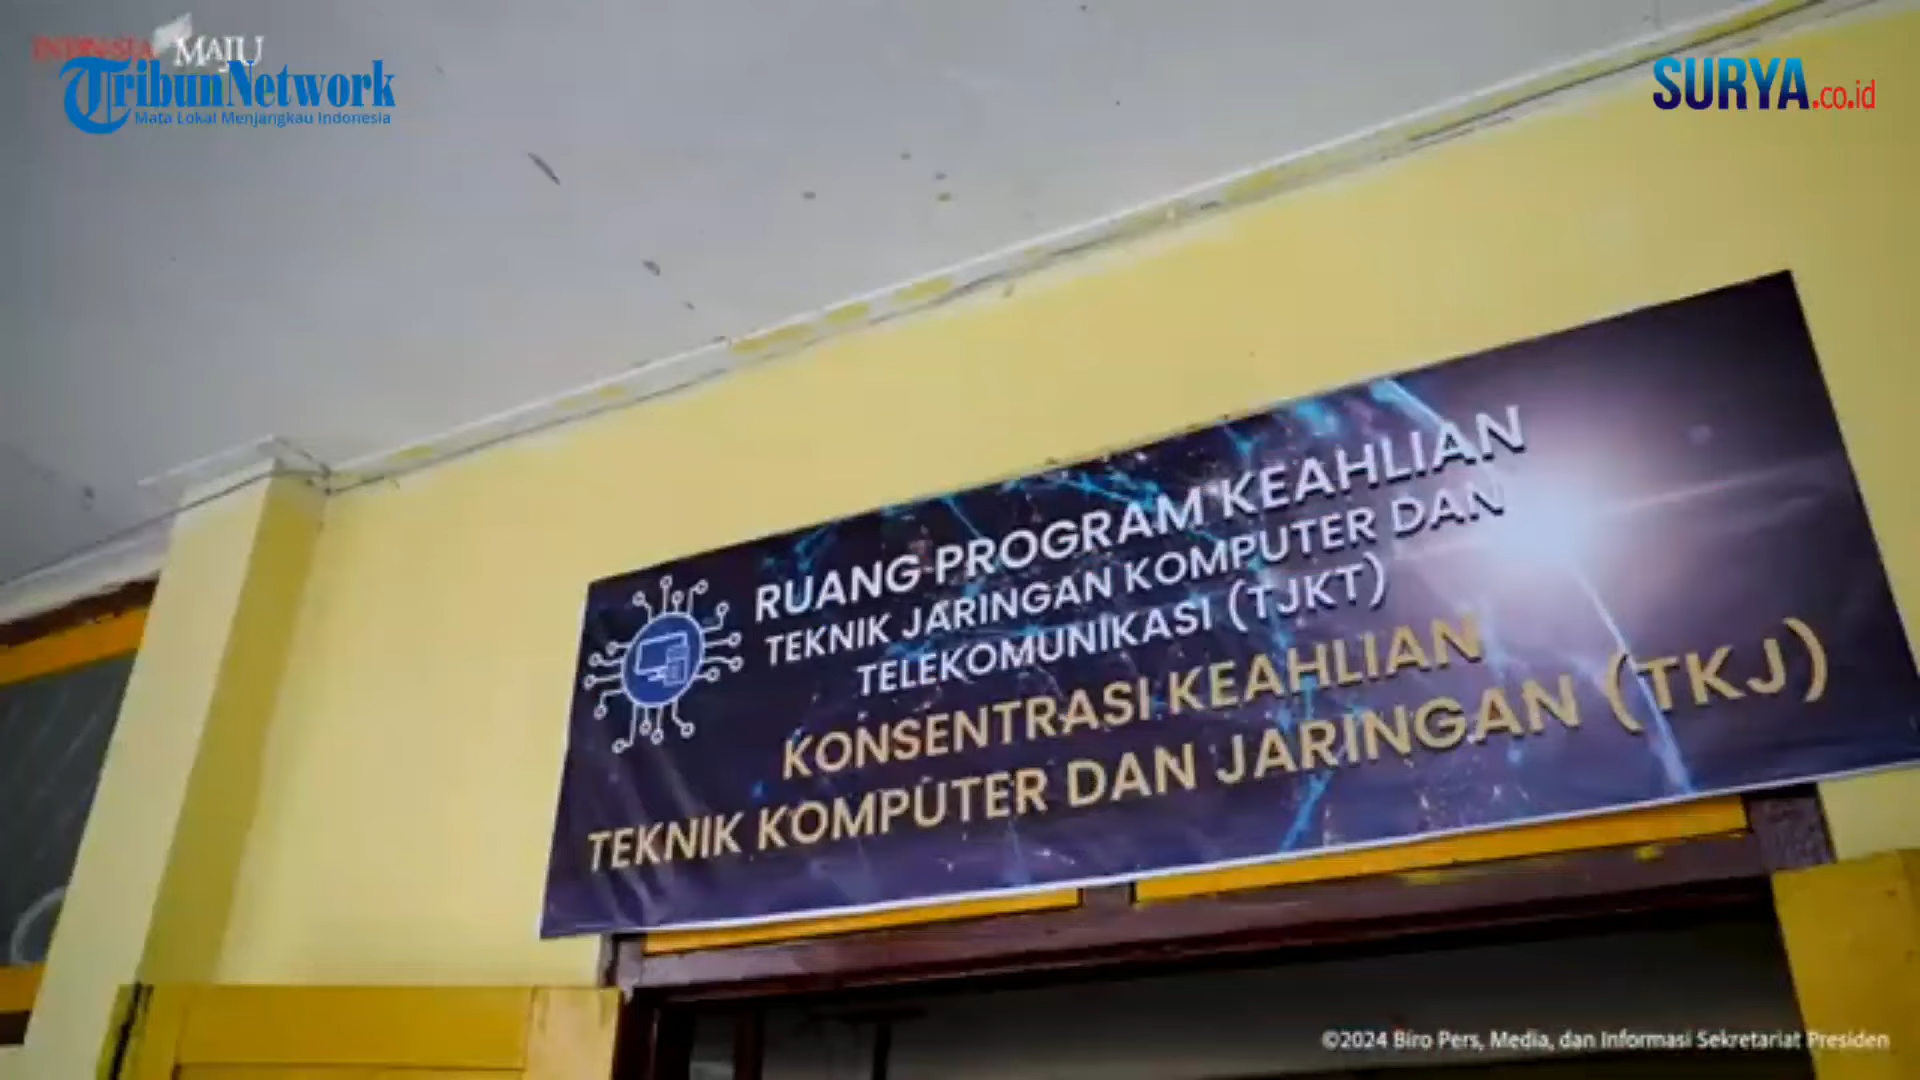 INDONESIA MAJU
TribunNetwork
Mata Lokal Menjangkau Indonesia
SURYA.co.id
RUANG PROGRAM KEAHLIAN
TEKNIK JARINGAN KOMPUTER DAN
TELEKOMUNIKASI (TJKT)
KONSENTRASI KEAHLIAN
TEKNIK KOMPUTER DAN JARINGAN (TKJ)
©2024 Biro Pers, Media, dan Informasi Sekretariat Presiden